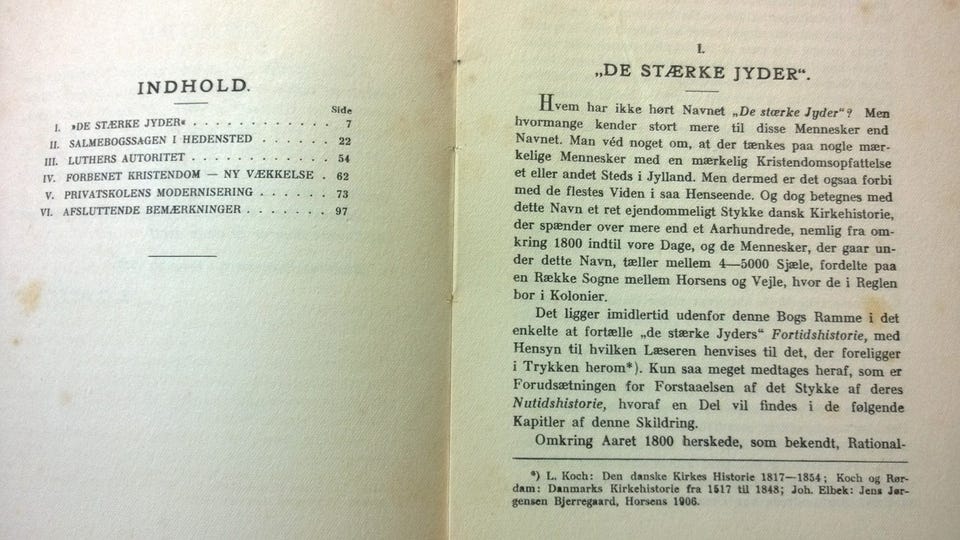 INDHOLD.
Side
I. »DE STÆRKE JYDER« . . . . . . . . . . . . 7
II. SALMEBOGSSAGEN I HEDENSTED . . . . . . 22
III. LUTHERS AUTORITET . . . . . . . . . . . . 54
IV. FORBENET KRISTENDOM — NY VÆKKELSE . 62
V. PRIVATSKOLENS MODERNISERING . . . . . . 73
VI. AFSLUTTENDE BEMÆRKNINGER . . . . . . . 97
I.
„DE STÆRKE JYDER“.
Hvem har ikke hørt Navnet „De stærke Jyder“? Men
hvormange kender stort mere til disse Mennesker end
Navnet. Man véd noget om, at der tænkes paa nogle mær-
kelige Mennesker med en mærkelig Kristendomsopfattelse
et eller andet Steds i Jylland. Men dermed er det ogsaa forbi
med de flestes Viden i saa Henseende. Og dog betegnes med
dette Navn et ret ejendommeligt Stykke dansk Kirkehistorie,
der spænder over mere end et Aarhundrede, nemlig fra om-
kring 1800 indtil vore Dage, og de Mennesker, der gaar un-
der dette Navn, tæller mellem 4—5000 Sjæle, fordelte paa
en Række Sogne mellem Horsens og Vejle, hvor de i Reglen
bor i Kolonier.
Det ligger imidlertid udenfor denne Bogs Ramme i det
enkelte at fortælle „de stærke Jyders“ Fortidshistorie, med
Hensyn til hvilken Læseren henvises til det, der foreligger
i Trykken herom*). Kun saa meget medtages heraf, som er
Forudsætningen for Forstaaelsen af det Stykke af deres
Nutidshistorie, hvoraf en Del vil findes i de følgende
Kapitler af denne Skildring.
Omkring Aaret 1800 herskede, som bekendt, Rational-
*) L. Koch: Den danske Kirkes Historie 1817—1854; Koch og Rør-
dam: Danmarks Kirkehistorie fra 1517 til 1848; Joh. Elbek: Jens Jør-
gensen Bjerregaard, Horsens 1906.